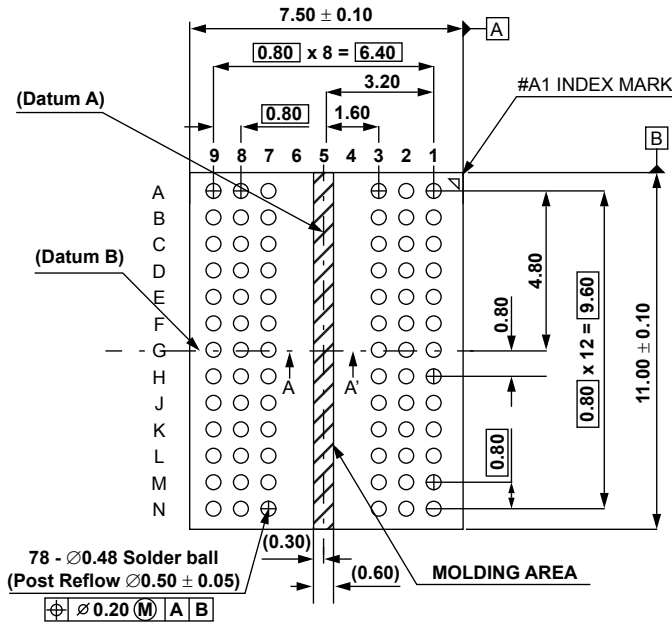 7.50 ± 0.10
A
0.80 x 8 = 6.40
3.20
#A1 INDEX MARK
(Datum A)
0.80
1.60
B
9 8 7 6 5 4 3 2 1
A
B
C
(Datum B)
D
E
F
G
H
J
K
L
M
N
A A'
4.80
0.80
0.80
0.80 x 12 = 9.60
11.00 ± 0.10
(0.30)
(0.60)
MOLDING AREA
78 - ∅0.48 Solder ball
(Post Reflow ∅0.50 ± 0.05)
⌖ ∅ 0.20 Ⓜ A B